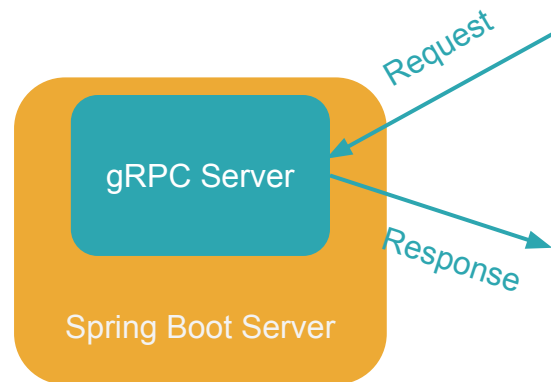 Request
gRPC Server
Response
Spring Boot Server